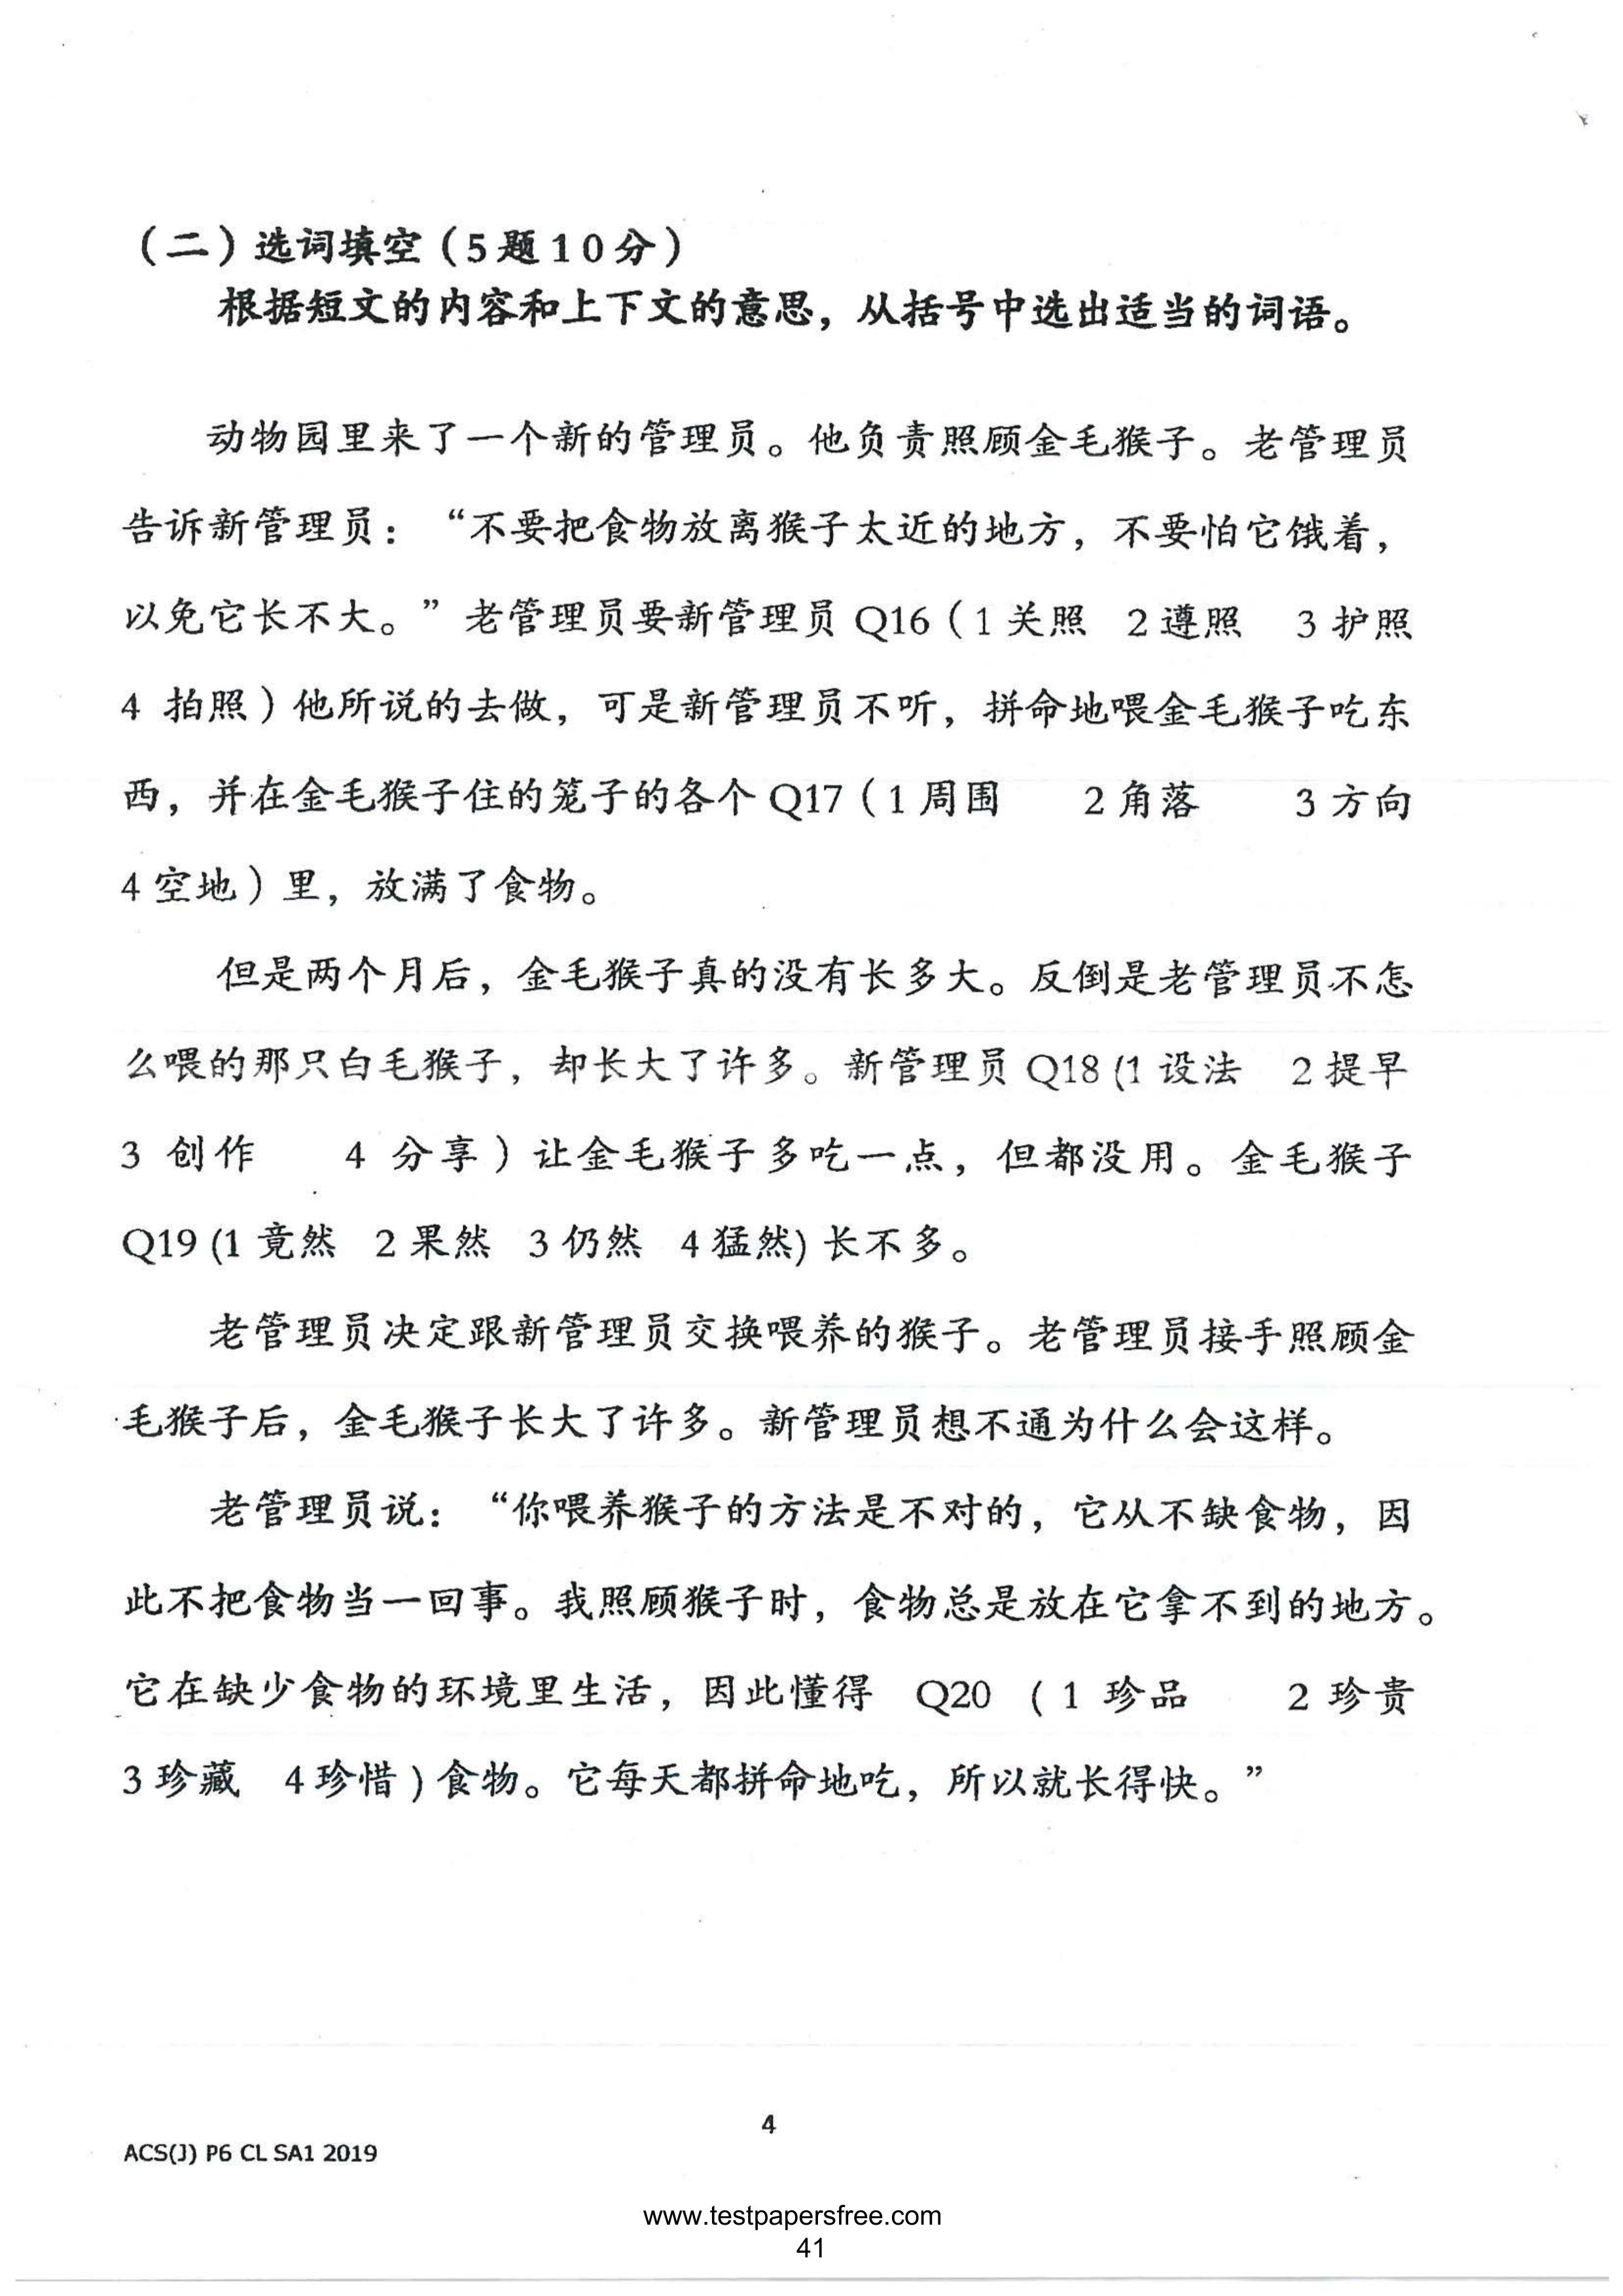 （二）选词填空（5题10分）
根据短文的内容和上下文的意思，从括号中选出适当的词语。
动物园里来了一个新的管理员。他负责照顾金毛猴子。老管理员
告诉新管理员：“不要把食物放离猴子太近的地方，不要怕它饿着，
以免它长不大。”老管理员要新管理员 Q16（1 关照 2 遵照 3 护照
4 拍照）他所说的去做，可是新管理员不听，拼命地喂金毛猴子吃东
西，并在金毛猴子住的笼子的各个 Q17（1 周围 2 角落 3 方向
4 空地）里，放满了食物。
但是两个月后，金毛猴子真的没有长多大。反倒是老管理员不怎
么喂的那只白毛猴子，却长大了许多。新管理员 Q18 (1 设法 2 提早
3 创作 4 分享）让金毛猴子多吃一点，但都没用。金毛猴子
Q19 (1 竟然 2 果然 3 仍然 4 猛然) 长不多。
老管理员决定跟新管理员交换喂养的猴子。老管理员接手照顾金
毛猴子后，金毛猴子长大了许多。新管理员想不通为什么会这样。
老管理员说：“你喂养猴子的方法是不对的，它从不缺食物，因
此不把食物当一回事。我照顾猴子时，食物总是放在它拿不到的地方。
它在缺少食物的环境里生活，因此懂得 Q20 （1 珍品 2 珍贵
3 珍藏 4 珍惜）食物。它每天都拼命地吃，所以就长得快。”
4
ACS(J) P6 CL SA1 2019
www.testpapersfree.com
41